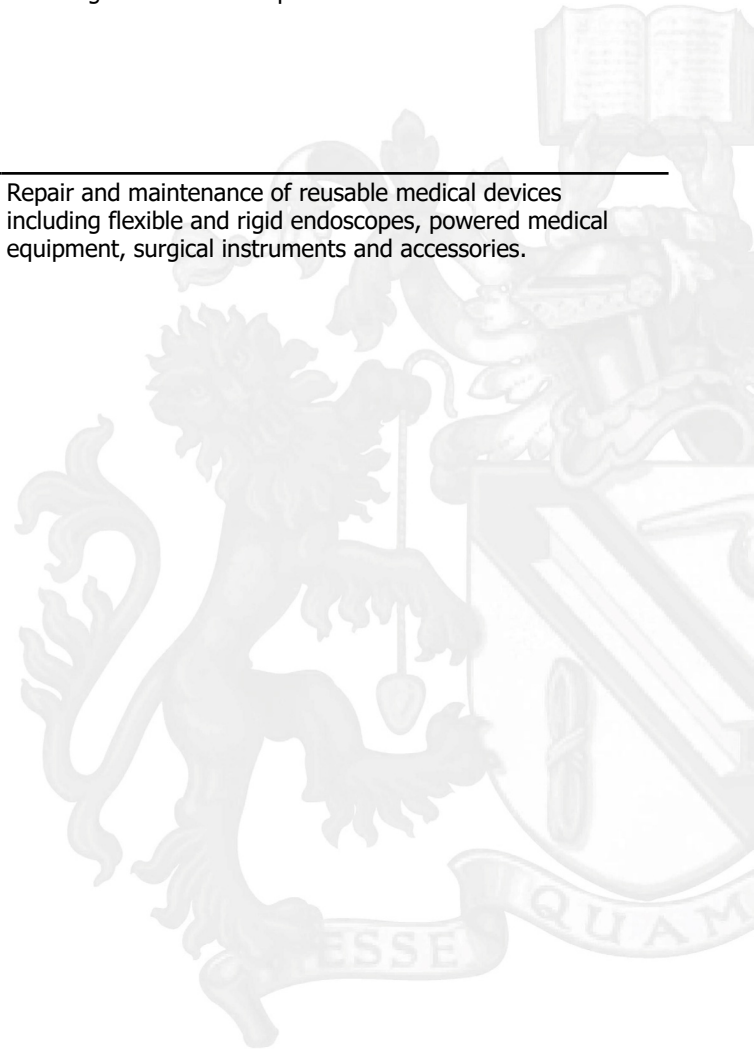 Repair and maintenance of reusable medical devices
including flexible and rigid endoscopes, powered medical
equipment, surgical instruments and accessories.
ESSE
QUAM